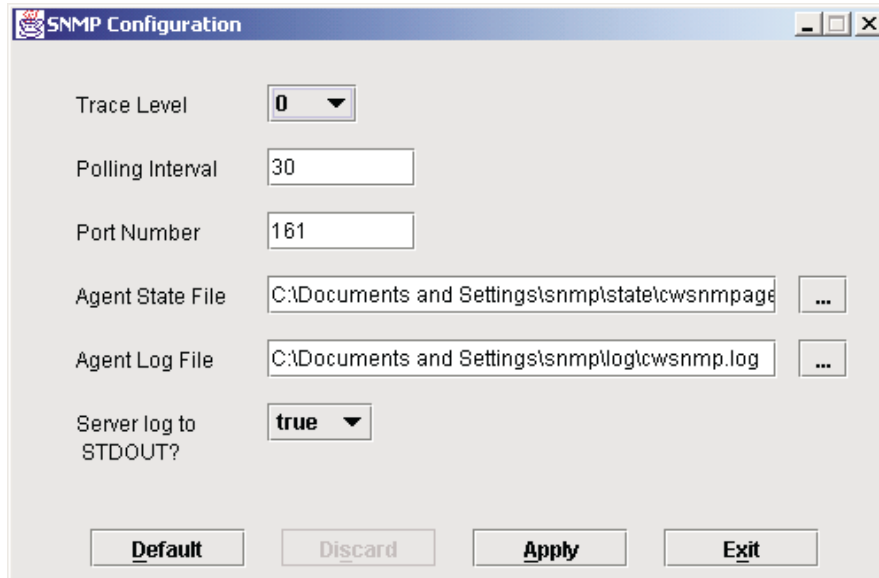 SNMP Configuration
Trace Level 0
Polling Interval 30
Port Number 161
Agent State File C:\Documents and Settings\snmp\state\cwsnmpage ...
Agent Log File C:\Documents and Settings\snmp\log\cwsnmp.log ...
Server log to true
STDOUT?
Default Discard Apply Exit